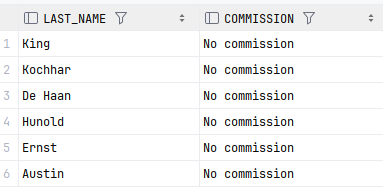 LAST_NAME COMMISSION
1 King No commission
2 Kochhar No commission
3 De Haan No commission
4 Hunold No commission
5 Ernst No commission
6 Austin No commission